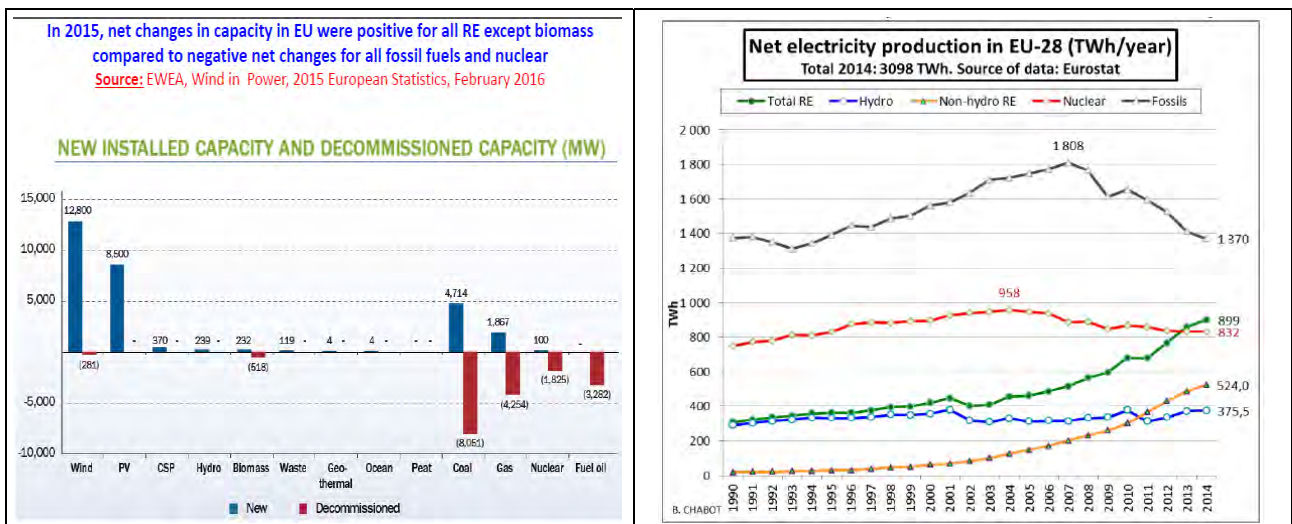 In 2015, net changes in capacity in EU were positive for all RE except biomass
compared to negative net changes for all fossil fuels and nuclear
Source: EWEA, Wind in Power, 2015 European Statistics, February 2016
NEW INSTALLED CAPACITY AND DECOMMISSIONED CAPACITY (MW)
15,000
12,800
10,000
8,500
5,000
4,714
1,867
370 - 239 - 232 119 - 4 - 4 - - - 100 -
-
0
(281)
(518)
(1,825)
(3,282)
(4,254)
-5,000
(8,051)
-10,000
Wind PV CSP Hydro Biomass Waste Geo-thermal Ocean Peat Coal Gas Nuclear Fuel oil
New Decommissioned
Net electricity production in EU-28 (TWh/year)
Total 2014: 3098 TWh. Source of data: Eurostat
Total RE Hydro Non-hydro RE Nuclear Fossils
2 000
1 800
1 600
1 400
1 200
1 000
800
600
400
200
0
TWh
1 808
1 370
958
899
832
524,0
375,5
1990 1991 1992 1993 1994 1995 1996 1997 1998 1999 2000 2001 2002 2003 2004 2005 2006 2007 2008 2009 2010 2011 2012 2013 2014
B. CHABOT